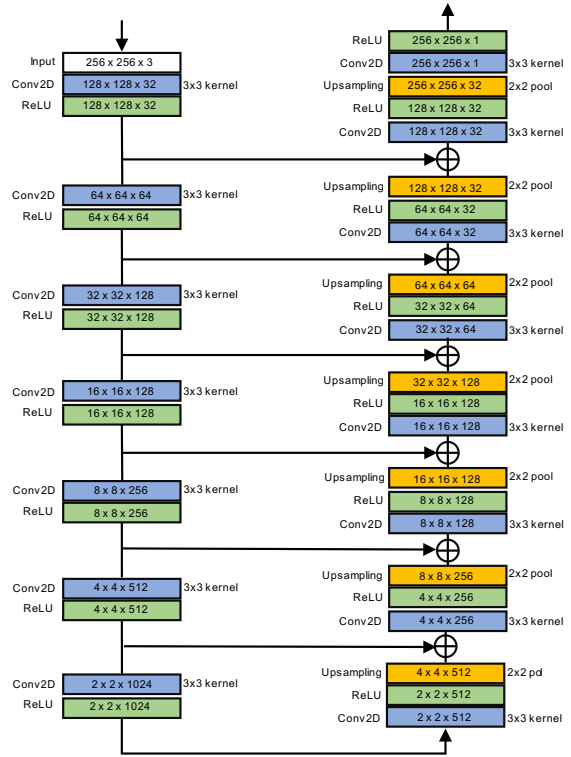 Input 256 x 256 x 3
Conv2D 128 x 128 x 32 3x3 kernel
ReLU 128 x 128 x 32
Conv2D 64 x 64 x 64 3x3 kernel
ReLU 64 x 64 x 64
Conv2D 32 x 32 x 128 3x3 kernel
ReLU 32 x 32 x 128
Conv2D 16 x 16 x 128 3x3 kernel
ReLU 16 x 16 x 128
Conv2D 8 x 8 x 256 3x3 kernel
ReLU 8 x 8 x 256
Conv2D 4 x 4 x 512 3x3 kernel
ReLU 4 x 4 x 512
Conv2D 2 x 2 x 1024 3x3 kernel
ReLU 2 x 2 x 1024
ReLU 256 x 256 x 1
Conv2D 256 x 256 x 1 3x3 kernel
Upsampling 256 x 256 x 32 2x2 pool
ReLU 128 x 128 x 32
Conv2D 128 x 128 x 32 3x3 kernel
Upsampling 128 x 128 x 32 2x2 pool
ReLU 64 x 64 x 32
Conv2D 64 x 64 x 32 3x3 kernel
Upsampling 64 x 64 x 64 2x2 pool
ReLU 32 x 32 x 64
Conv2D 32 x 32 x 64 3x3 kernel
Upsampling 32 x 32 x 128 2x2 pool
ReLU 16 x 16 x 128
Conv2D 16 x 16 x 128 3x3 kernel
Upsampling 16 x 16 x 128 2x2 pool
ReLU 8 x 8 x 128
Conv2D 8 x 8 x 128 3x3 kernel
Upsampling 8 x 8 x 256 2x2 pool
ReLU 4 x 4 x 256
Conv2D 4 x 4 x 256 3x3 kernel
Upsampling 4 x 4 x 512 2x2 pol
ReLU 2 x 2 x 512
Conv2D 2 x 2 x 512 3x3 kernel